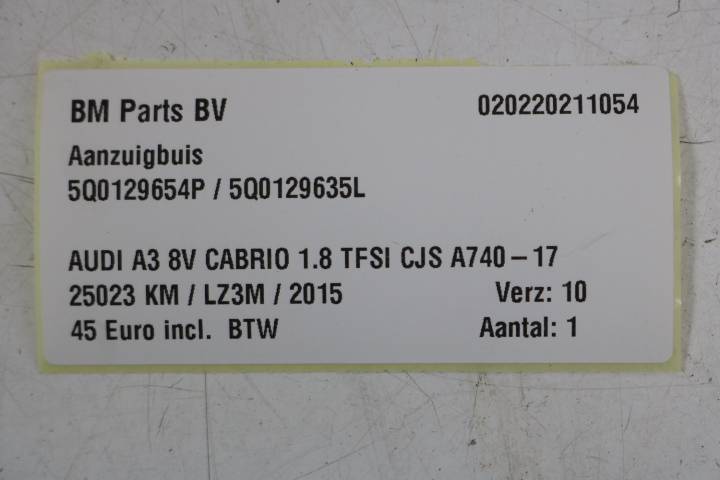 BM Parts BV 020220211054
Aanzuigbuis
5Q0129654P / 5Q0129635L
AUDI A3 8V CABRIO 1.8 TFSI CJS A740 – 17
25023 KM / LZ3M / 2015 Verz: 10
45 Euro incl. BTW Aantal: 1